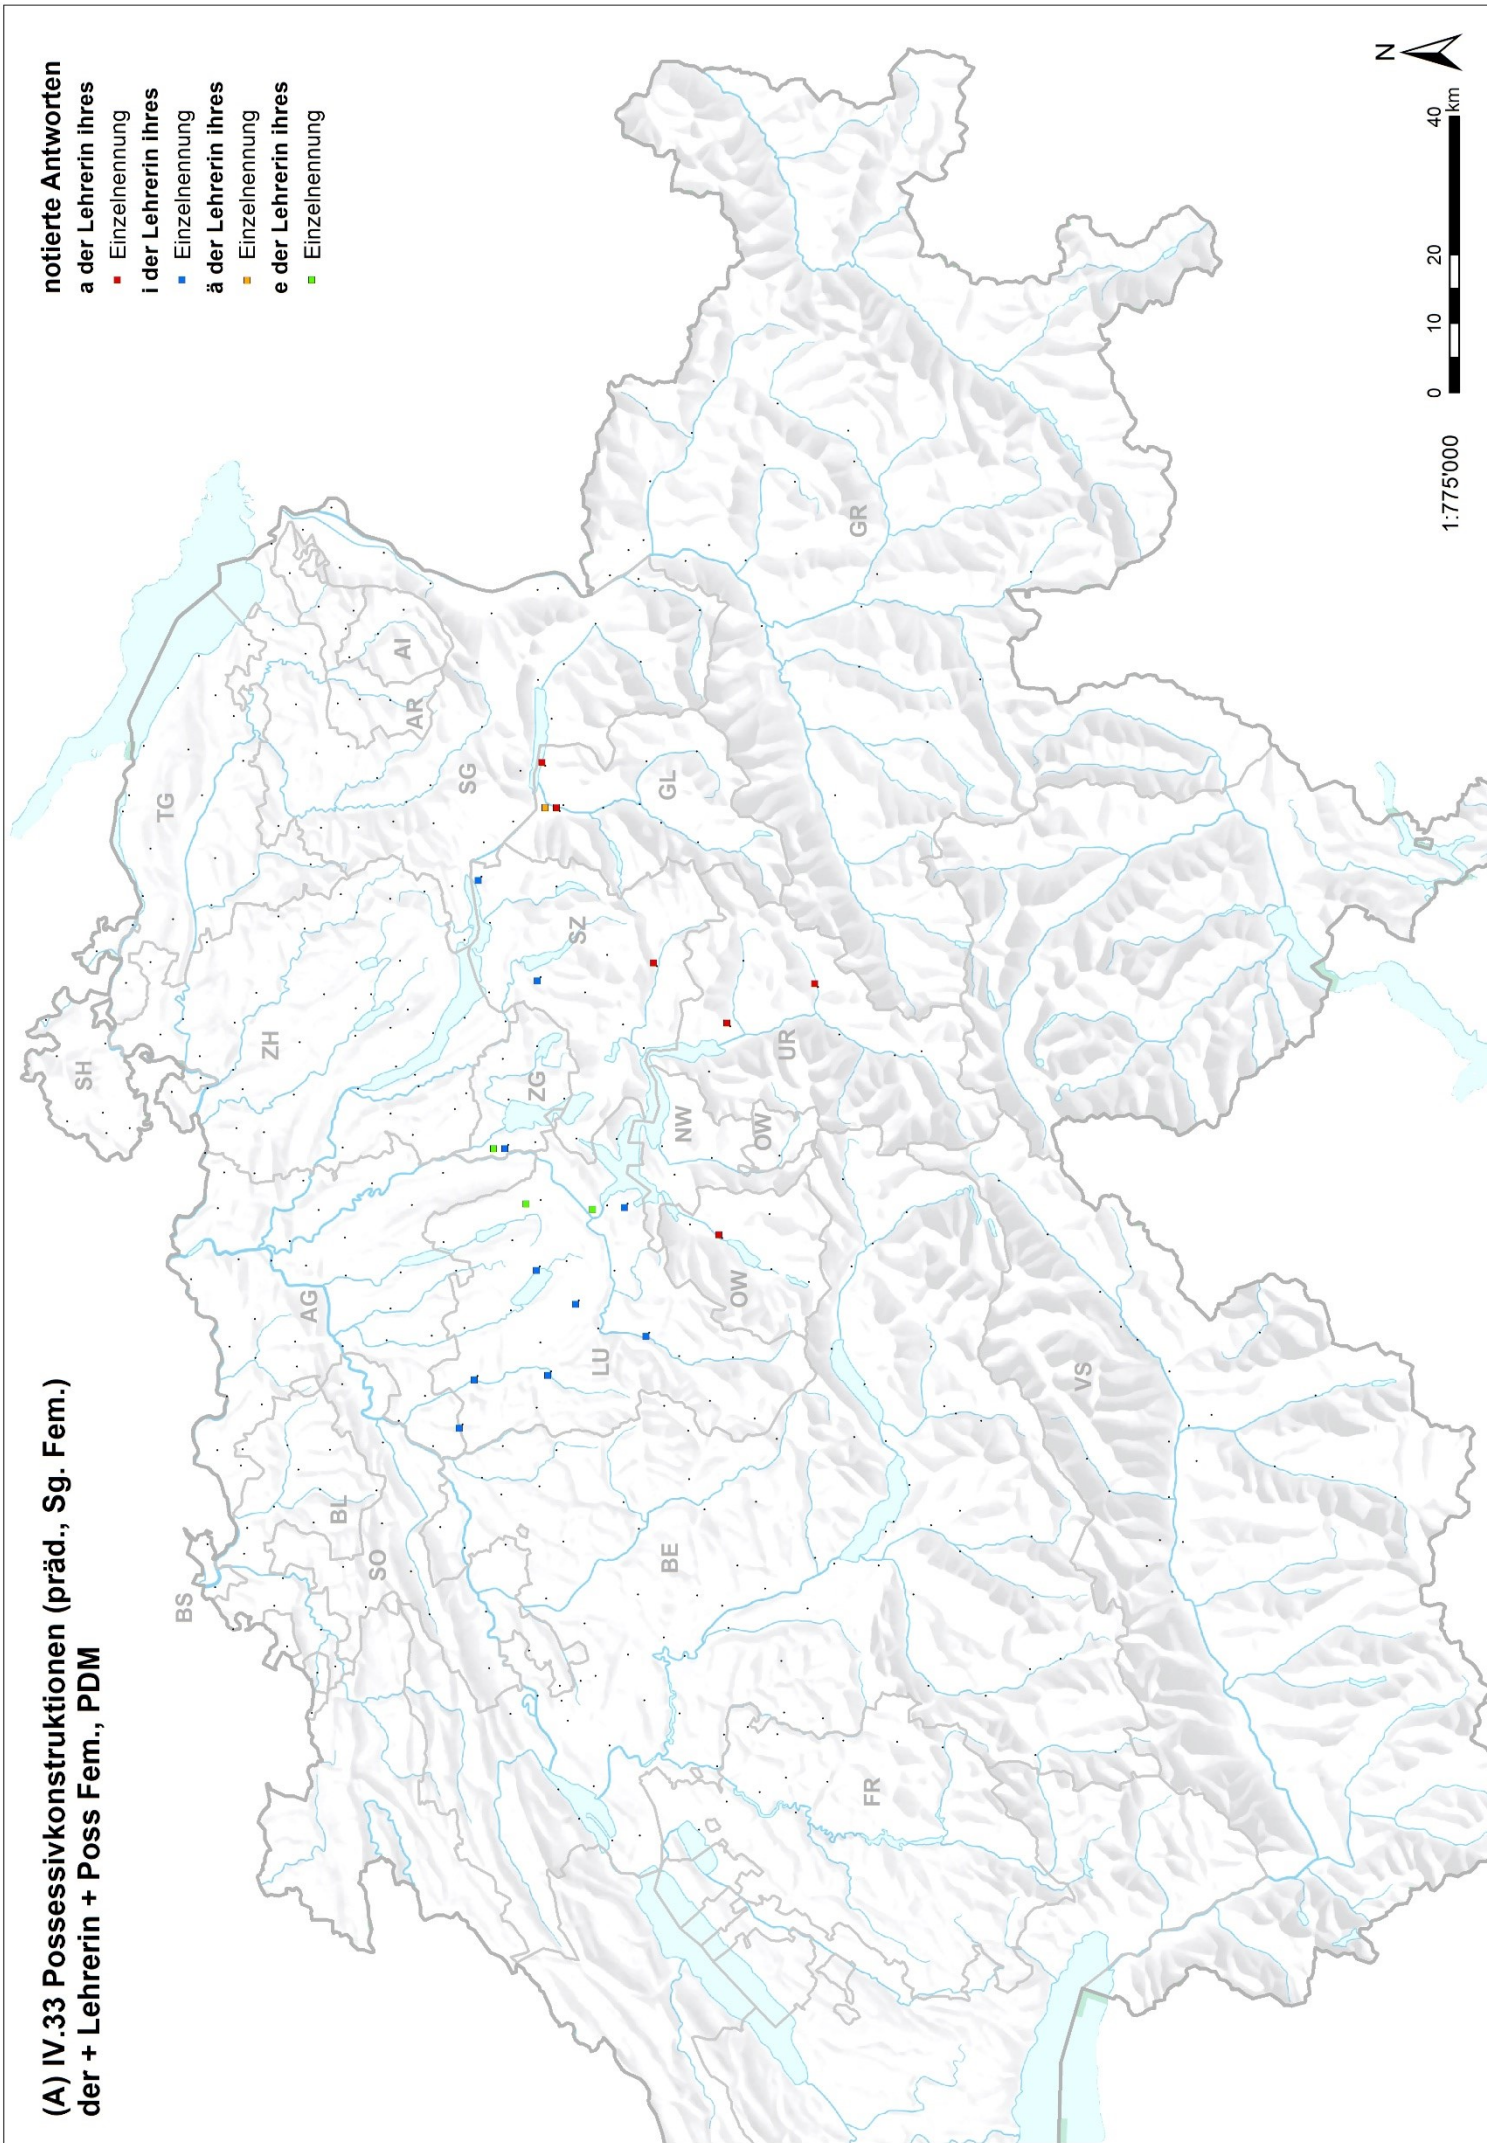 (A) IV.33 Possessivkonstruktionen (präd., Sg. Fem.)
der + Lehrerin + Poss Fem., PDM
notierte Antworten
a der Lehrerin ihres
Einzelnennung
i der Lehrerin ihres
Einzelnennung
ä der Lehrerin ihres
Einzelnennung
e der Lehrerin ihres
Einzelnennung
BS
SH
TG
ZH
AG
BL
SO
AR
AI
SG
ZG
SZ
LU
GL
NW
OW
OW
UR
BE
FR
GR
VS
1:775'000
0 10 20 40
km
N